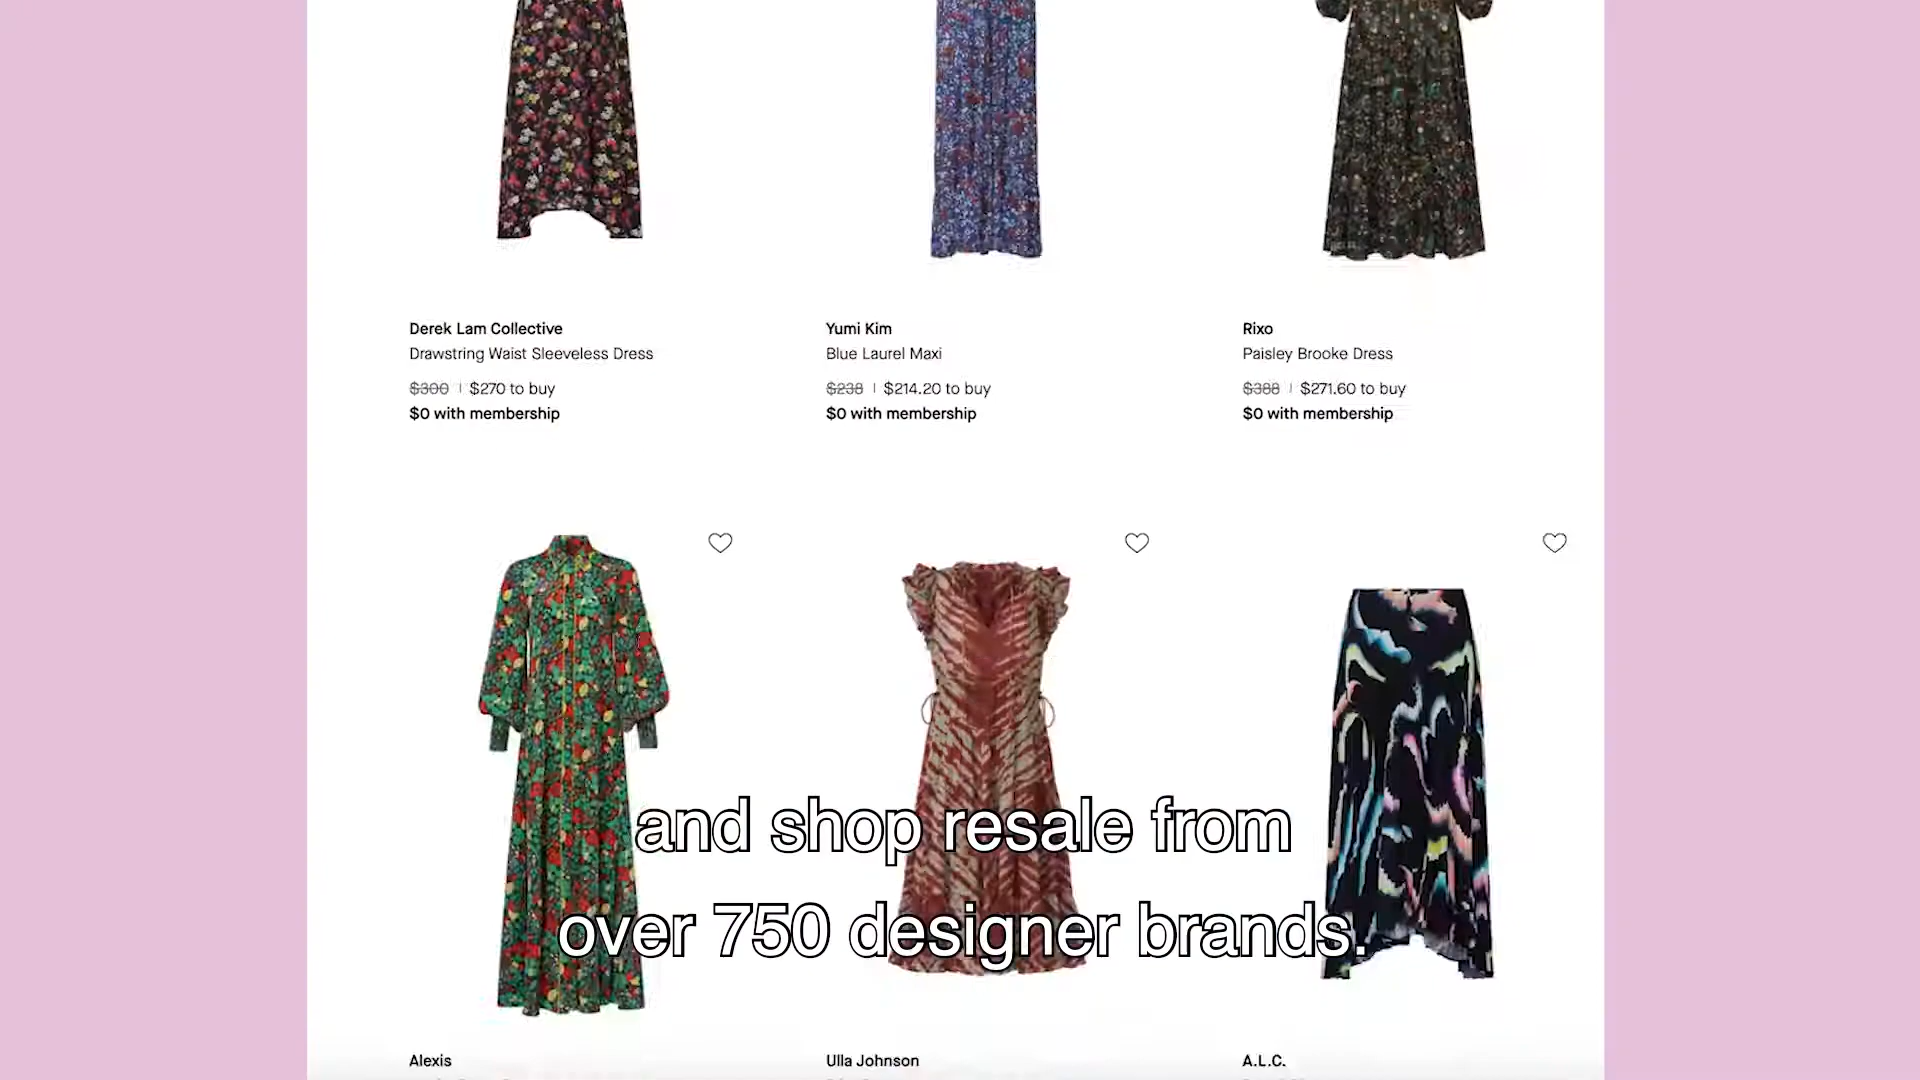 Derek Lam Collective
Drawstring Waist Sleeveless Dress
$300 | $270 to buy
$0 with membership
Yumi Kim
Blue Laurel Maxi
$238 | $214.20 to buy
$0 with membership
Rixo
Paisley Brooke Dress
$388 | $271.60 to buy
$0 with membership
and shop resale from
over 750 designer brands.
Alexis
Ulla Johnson
A.L.C.